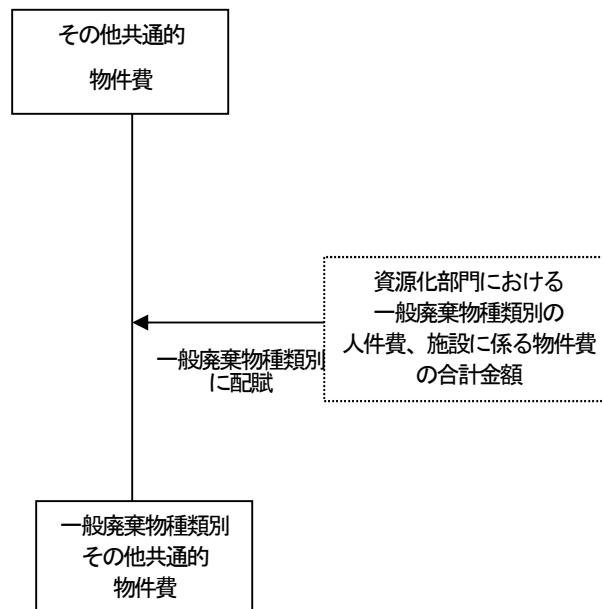 その他共通的
物件費
資源化部門における
一般廃棄物種類別の
人件費、施設に係る物件費
の合計金額
一般廃棄物種類別
に配賦
一般廃棄物種類別
その他共通的
物件費